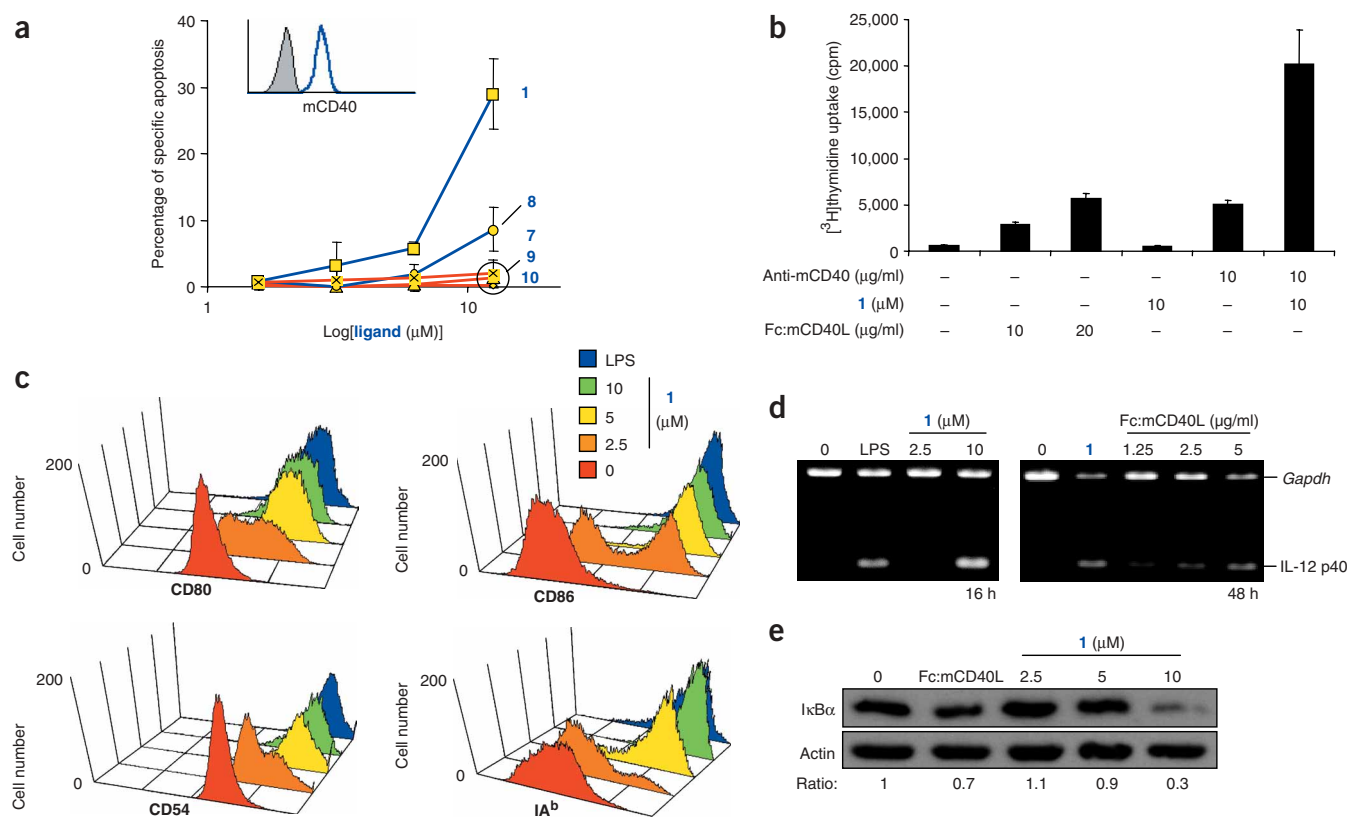 a
Percentage of specific apoptosis
40
30
20
10
0
1
10
Log[ligand (µM)]
mCD40
1
8
7
9
10
b
[³H]thymidine uptake (cpm)
25,000
20,000
15,000
10,000
5,000
0
Anti-mCD40 (µg/ml) – – – – 10 10
1 (µM) – – – 10 – 10
Fc:mCD40L (µg/ml) – 10 20 – – –
c
LPS
10
5
2.5
0
1
(µM)
Cell number
200
0
CD80
Cell number
200
0
CD86
Cell number
200
0
CD54
Cell number
200
0
IAᵇ
d
1 (µM)
0 LPS 2.5 10
16 h
Fc:mCD40L (µg/ml)
0 1 1.25 2.5 5
Gapdh
IL-12 p40
48 h
e
1 (µM)
0 Fc:mCD40L 2.5 5 10
IκBα
Actin
Ratio: 1 0.7 1.1 0.9 0.3